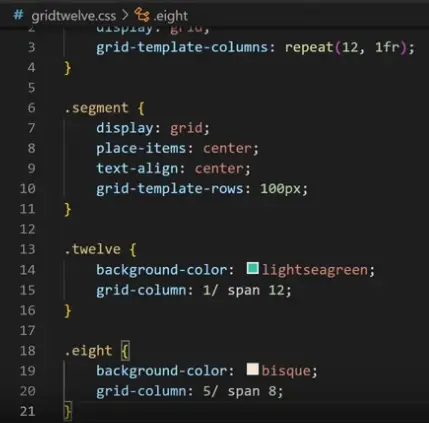 # gridtwelve.css > .eight
2 display: grid;
3 grid-template-columns: repeat(12, 1fr);
4 }
5
6 .segment {
7 display: grid;
8 place-items: center;
9 text-align: center;
10 grid-template-rows: 100px;
11 }
12
13 .twelve {
14 background-color: lightseagreen;
15 grid-column: 1/ span 12;
16 }
17
18 .eight {
19 background-color: bisque;
20 grid-column: 5/ span 8;
21 }